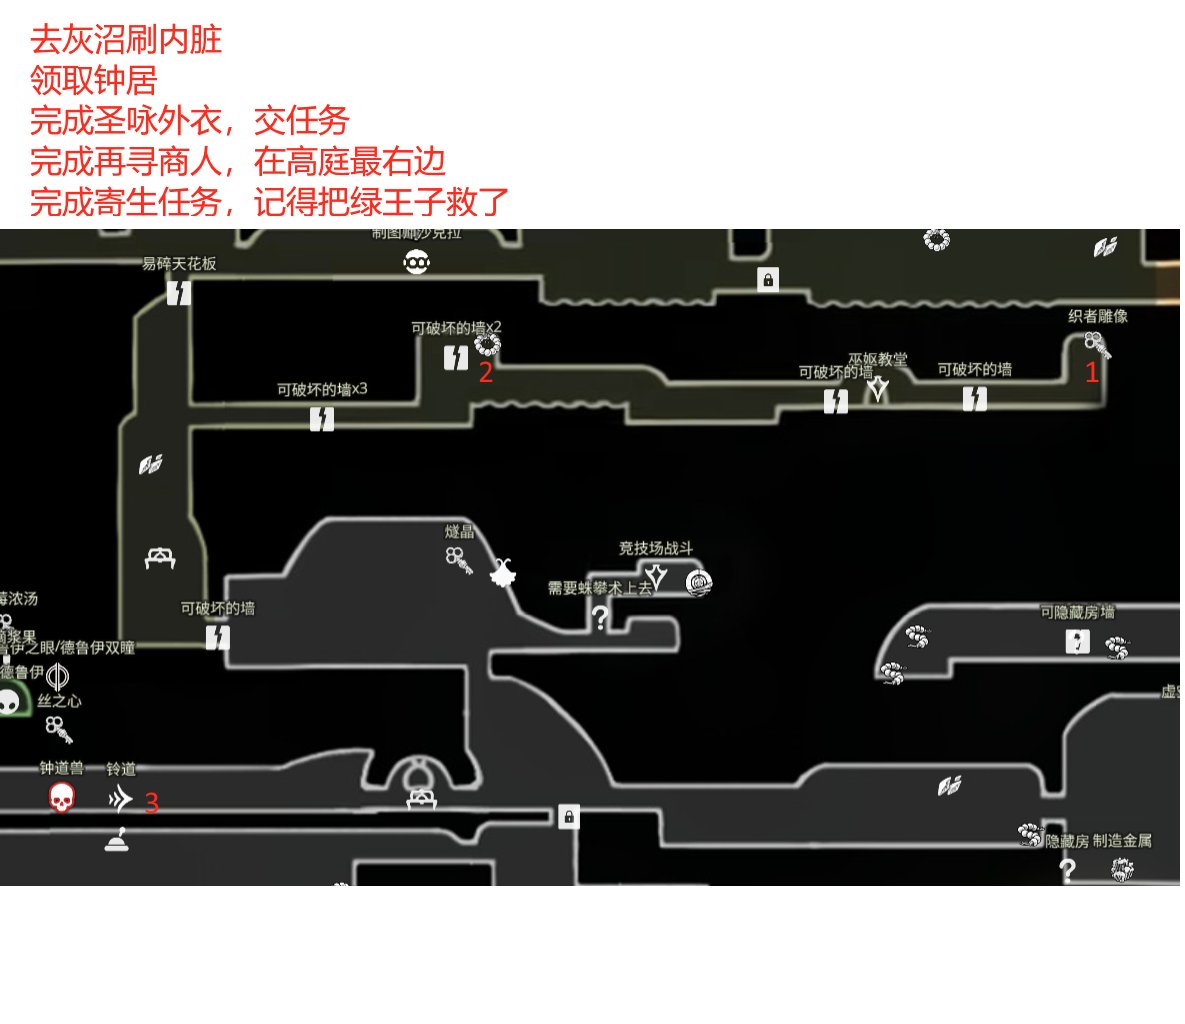 去灰沼刷内脏
领取钟居
完成圣咏外衣，交任务
完成再寻商人，在高庭最右边
完成寄生任务，记得把绿王子救了
制图师沙克拉
易碎天花板
织者雕像
可破坏的墙x2
1
2
巫妪教堂
可破坏的墙
可破坏的墙
可破坏的墙x3
燧晶
竞技场战斗
需要蛛攀术上去
?
莓浓汤
可破坏的墙
可隐藏房墙
滴浆果
鲁伊之眼/德鲁伊双瞳
德鲁伊
丝之心
虚空
钟道兽
铃道
3
隐藏房
制造金属
?